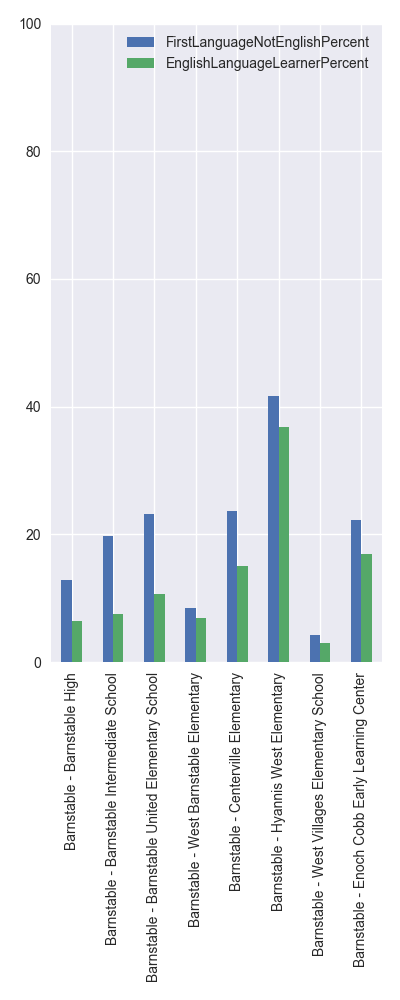 100
80
60
40
20
0
FirstLanguageNotEnglishPercent
EnglishLanguageLearnerPercent
Barnstable - Barnstable High
Barnstable - Barnstable Intermediate School
Barnstable - Barnstable United Elementary School
Barnstable - West Barnstable Elementary
Barnstable - Centerville Elementary
Barnstable - Hyannis West Elementary
Barnstable - West Villages Elementary School
Barnstable - Enoch Cobb Early Learning Center